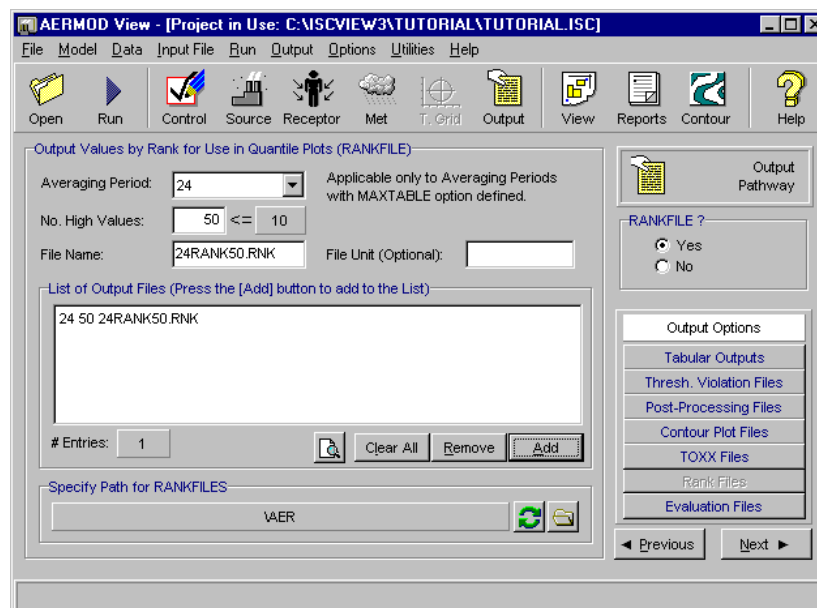 AERMOD View - [Project in Use: C:\ISCVIEW3\TUTORIAL\TUTORIAL.ISC]
File Model Data Input File Run Output Options Utilities Help
Open Run Control Source Receptor Met T. Grid Output View Reports Contour Help
Output Values by Rank for Use in Quantile Plots (RANKFILE)
Averaging Period: 24
Applicable only to Averaging Periods
with MAXTABLE option defined.
No. High Values: 50 <= 10
File Name: 24RANK50.RNK File Unit (Optional):
List of Output Files (Press the [Add] button to add to the List)
24 50 24RANK50.RNK
# Entries: 1
Clear All Remove Add
Specify Path for RANKFILES
\AER
Output
Pathway
RANKFILE ?
Yes
No
Output Options
Tabular Outputs
Thresh. Violation Files
Post-Processing Files
Contour Plot Files
TOXX Files
Rank Files
Evaluation Files
Previous Next